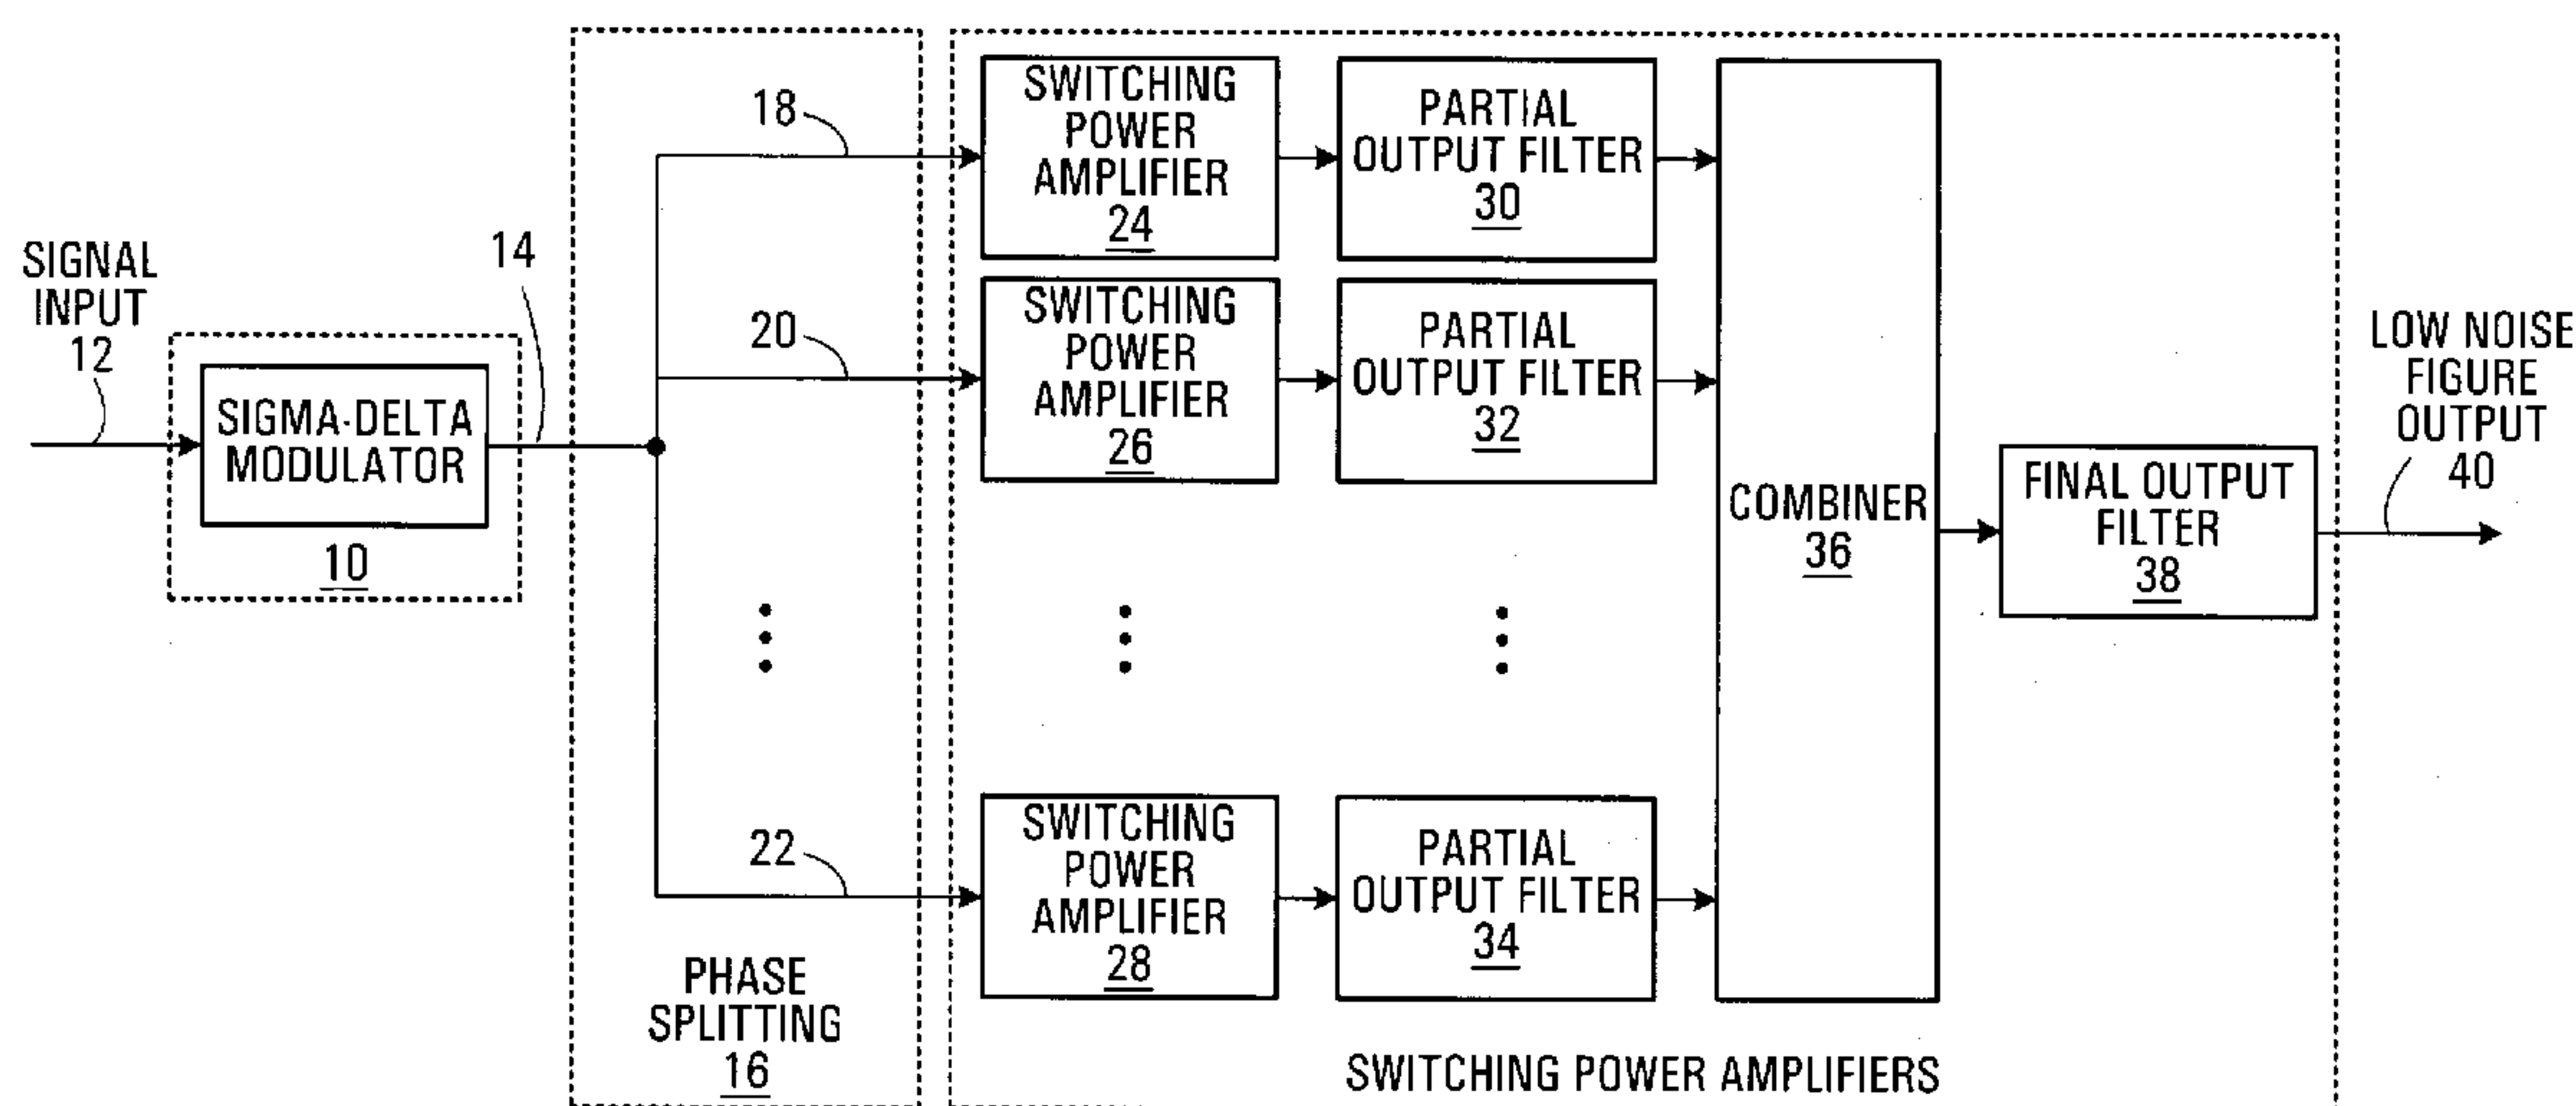 SIGNAL
INPUT
12
SIGMA-DELTA
MODULATOR
10
14
18
20
22
PHASE
SPLITTING
16
SWITCHING
POWER
AMPLIFIER
24
PARTIAL
OUTPUT FILTER
30
SWITCHING
POWER
AMPLIFIER
26
PARTIAL
OUTPUT FILTER
32
SWITCHING
POWER
AMPLIFIER
28
PARTIAL
OUTPUT FILTER
34
COMBINER
36
FINAL OUTPUT
FILTER
38
LOW NOISE
FIGURE
OUTPUT
40
SWITCHING POWER AMPLIFIERS